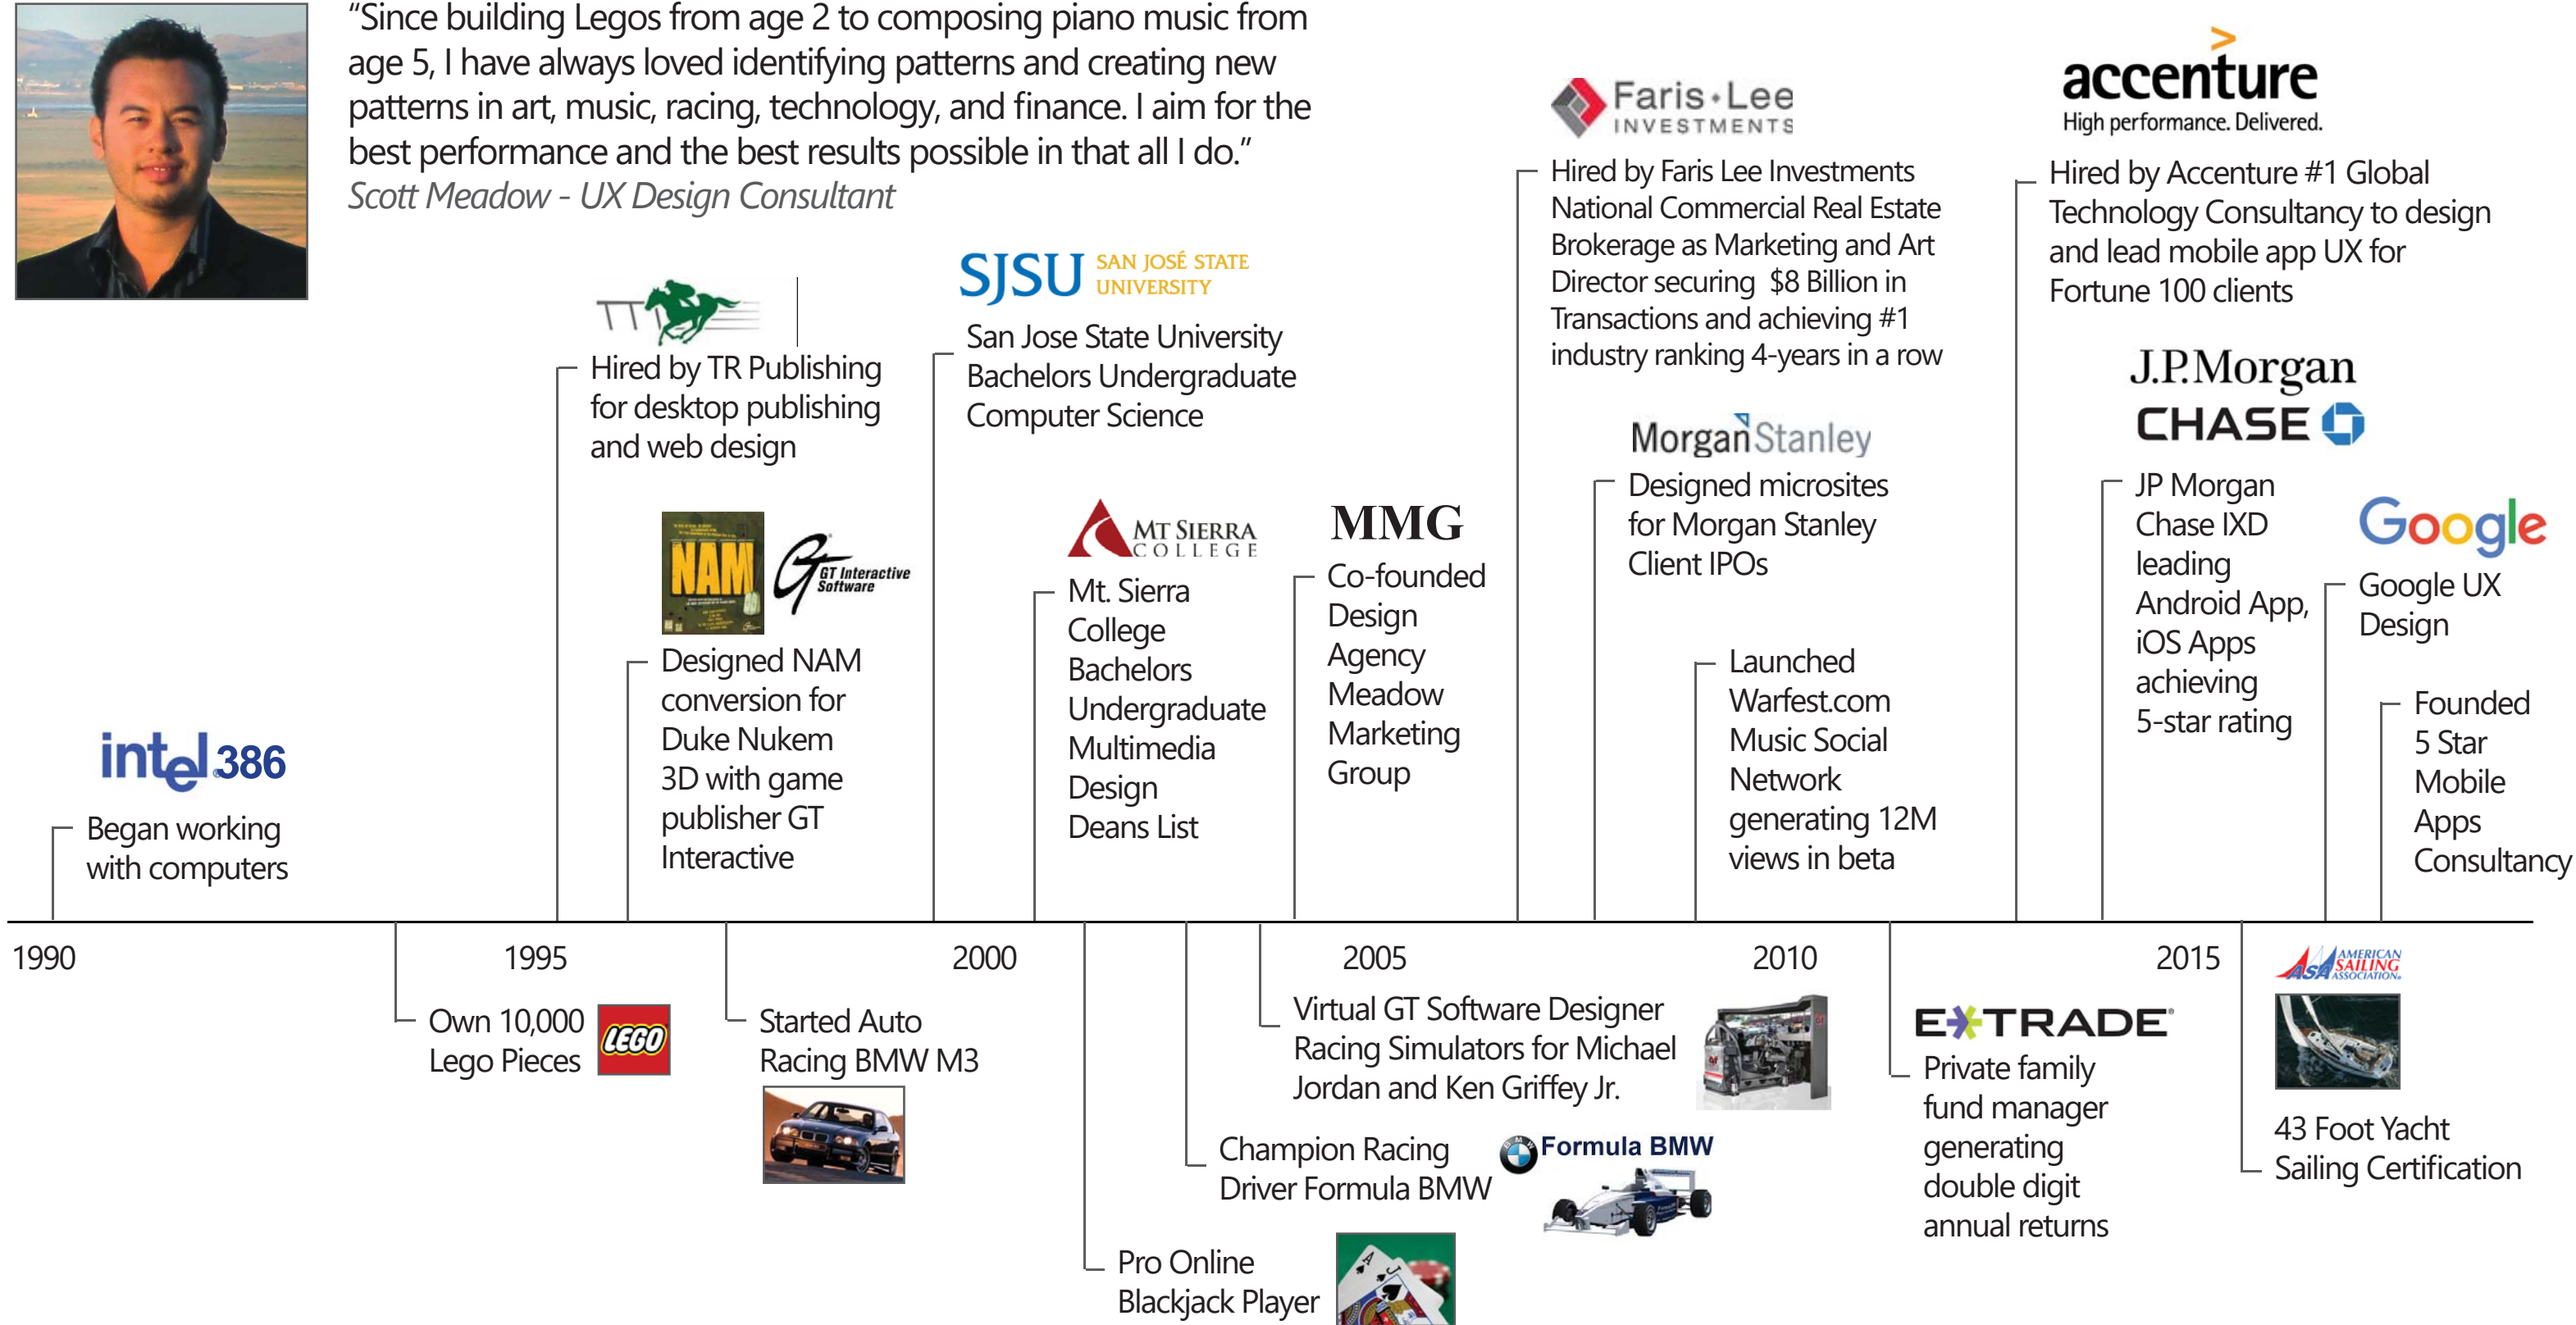 “Since building Legos from age 2 to composing piano music from
age 5, I have always loved identifying patterns and creating new
patterns in art, music, racing, technology, and finance. I aim for the
best performance and the best results possible in that all I do.”
Scott Meadow - UX Design Consultant
intel 386
Began working
with computers
TT
Hired by TR Publishing
for desktop publishing
and web design
NAM
GT Interactive
Software
Designed NAM
conversion for
Duke Nukem
3D with game
publisher GT
Interactive
SJSU SAN JOSÉ STATE
UNIVERSITY
San Jose State University
Bachelors Undergraduate
Computer Science
MT SIERRA
COLLEGE
Mt. Sierra
College
Bachelors
Undergraduate
Multimedia
Design
Deans List
MMG
Co-founded
Design
Agency
Meadow
Marketing
Group
Faris•Lee
INVESTMENTS
Hired by Faris Lee Investments
National Commercial Real Estate
Brokerage as Marketing and Art
Director securing $8 Billion in
Transactions and achieving #1
industry ranking 4-years in a row
Morgan Stanley
Designed microsites
for Morgan Stanley
Client IPOs
Launched
Warfest.com
Music Social
Network
generating 12M
views in beta
accenture
High performance. Delivered.
Hired by Accenture #1 Global
Technology Consultancy to design
and lead mobile app UX for
Fortune 100 clients
J.P.Morgan
CHASE
JP Morgan
Chase IXD
leading
Android App,
iOS Apps
achieving
5-star rating
Google
Google UX
Design
Founded
5 Star
Mobile
Apps
Consultancy
1990 1995 2000 2005 2010 2015
Own 10,000
Lego Pieces
LEGO
Started Auto
Racing BMW M3
Virtual GT Software Designer
Racing Simulators for Michael
Jordan and Ken Griffey Jr.
Champion Racing
Driver Formula BMW
BMW
Formula BMW
Pro Online
Blackjack Player
A
A J
E*TRADE®
Private family
fund manager
generating
double digit
annual returns
ASA AMERICAN
SAILING
ASSOCIATION®
43 Foot Yacht
Sailing Certification